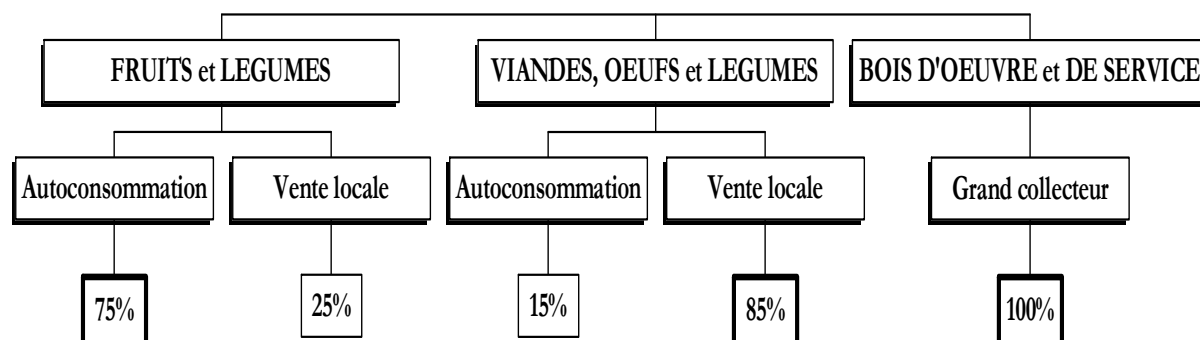 FRUITS et LEGUMES
VIANDES, OEUFS et LEGUMES
BOIS D'OEUVRE et DE SERVICE
Autoconsommation
Vente locale
Autoconsommation
Vente locale
Grand collecteur
75%
25%
15%
85%
100%